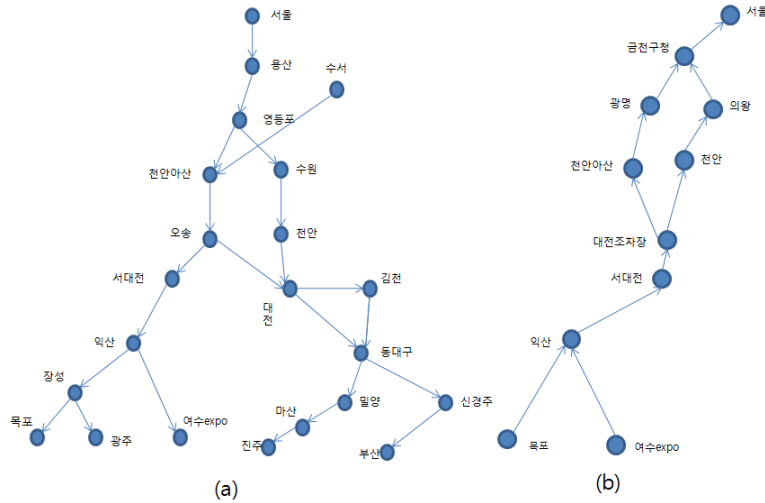 서울
용산
수서
영등포
천안아산
수원
오송
천안
서대전
김천
대
전
익산
동대구
장성
밀양
신경주
마산
목포
광주
여수expo
진주
부산
(a)
서울
금천구청
광명
의왕
천안아산
천안
대전조차장
서대전
익산
목포
여수expo
(b)